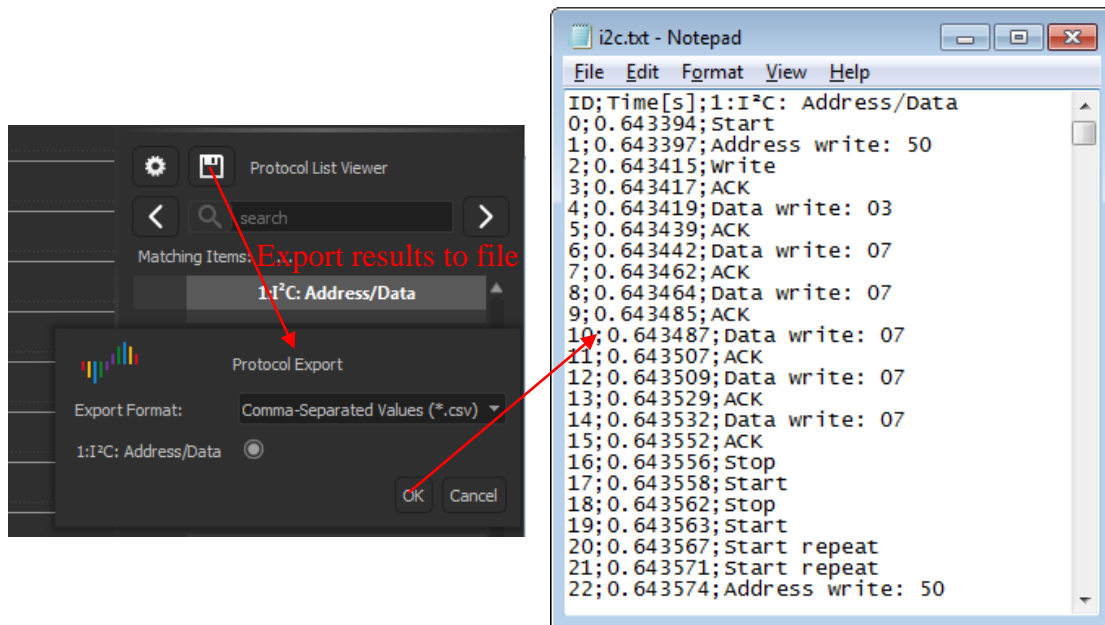 Protocol List Viewer
search
Matching Items:
Export results to file
1:I²C: Address/Data
Protocol Export
Export Format: Comma-Separated Values (*.csv)
1:I²C: Address/Data
OK Cancel
i2c.txt - Notepad
File Edit Format View Help
ID;Time[s];1:I²C: Address/Data
0;0.643394;Start
1;0.643397;Address write: 50
2;0.643415;Write
3;0.643417;ACK
4;0.643419;Data write: 03
5;0.643439;ACK
6;0.643442;Data write: 07
7;0.643462;ACK
8;0.643464;Data write: 07
9;0.643485;ACK
10;0.643487;Data write: 07
11;0.643507;ACK
12;0.643509;Data write: 07
13;0.643529;ACK
14;0.643532;Data write: 07
15;0.643552;ACK
16;0.643556;Stop
17;0.643558;Start
18;0.643562;Stop
19;0.643563;Start
20;0.643567;Start repeat
21;0.643571;Start repeat
22;0.643574;Address write: 50